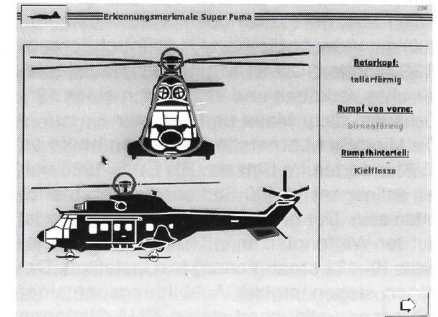 Erkennungsmerkmale Super Puma
Rotorkopf:
tellerförmig
Rumpf von vorne:
birnenförmig
Rumpfhinterteil:
Kielflosse